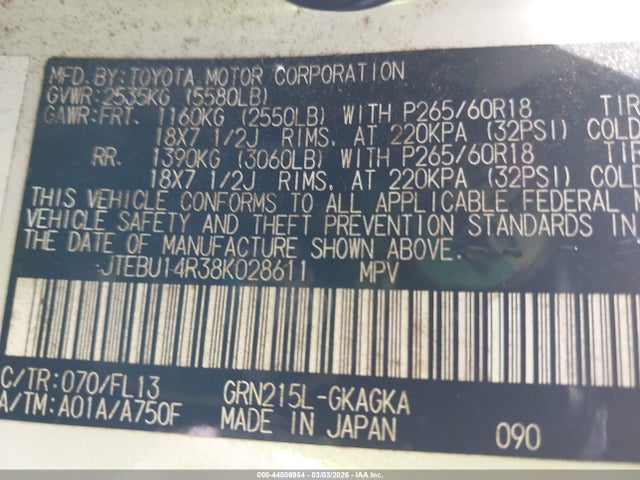 MFD.BY:TOYOTA MOTOR CORPORATION
GVWR:2535KG (5580LB)
GAWR:FRT. 1160KG (2550LB) WITH P265/60R18 TIR
18X7 1/2J RIMS, AT 220KPA (32PSI) COLD
RR. 1390KG (3060LB) WITH P265/60R18 TIR
18X7 1/2J RIMS, AT 220KPA (32PSI) COLD
THIS VEHICLE CONFORMS TO ALL APPLICABLE FEDERAL
VEHICLE SAFETY AND THEFT PREVENTION STANDARDS IN
THE DATE OF MANUFACTURE SHOWN ABOVE.
JTEBU14R38K028611 MPV
C/TR:070/FL13 GRN215L-GKAGKA
A/TM:A01A/A750F MADE IN JAPAN 090
000-44506854 | 03/03/2026 - IAA Inc.